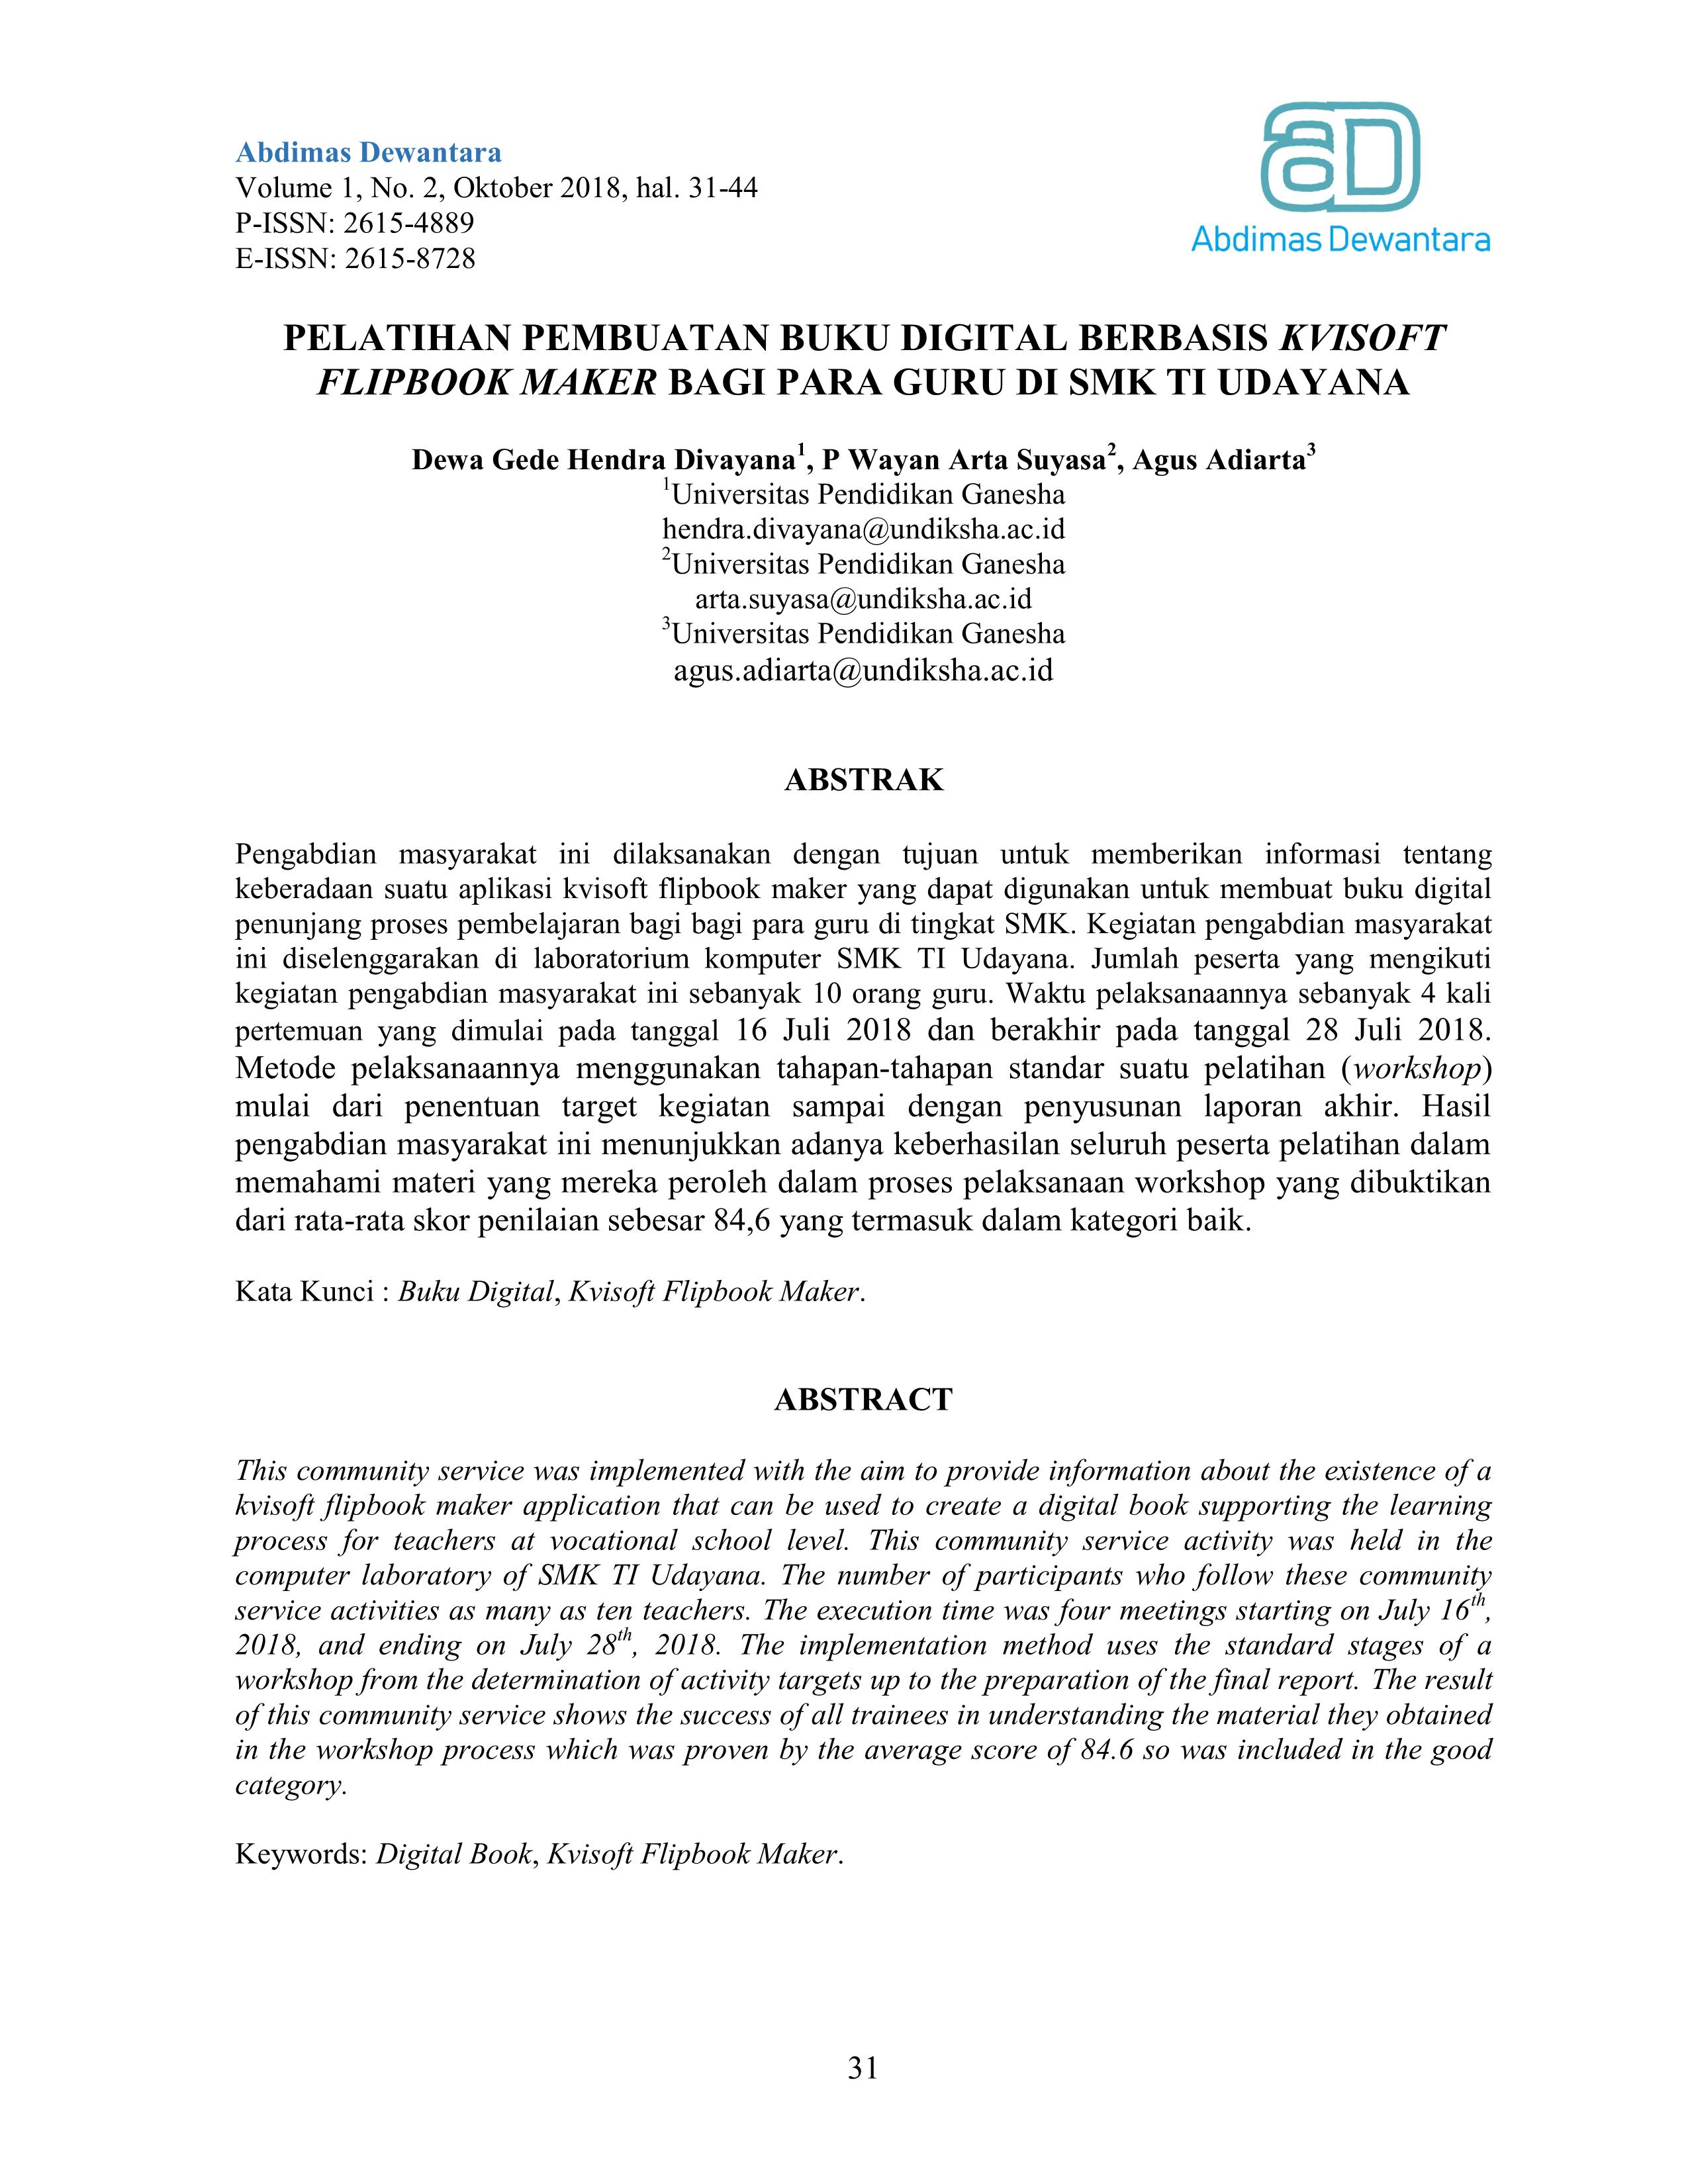 Abdimas Dewantara
Volume 1, No. 2, Oktober 2018, hal. 31-44
P-ISSN: 2615-4889
E-ISSN: 2615-8728
aD
Abdimas Dewantara
PELATIHAN PEMBUATAN BUKU DIGITAL BERBASIS KVISOFT
FLIPBOOK MAKER BAGI PARA GURU DI SMK TI UDAYANA
Dewa Gede Hendra Divayana1, P Wayan Arta Suyasa2, Agus Adiarta3
1Universitas Pendidikan Ganesha
hendra.divayana@undiksha.ac.id
2Universitas Pendidikan Ganesha
arta.suyasa@undiksha.ac.id
3Universitas Pendidikan Ganesha
agus.adiarta@undiksha.ac.id
ABSTRAK
Pengabdian masyarakat ini dilaksanakan dengan tujuan untuk memberikan informasi tentang
keberadaan suatu aplikasi kvisoft flipbook maker yang dapat digunakan untuk membuat buku digital
penunjang proses pembelajaran bagi bagi para guru di tingkat SMK. Kegiatan pengabdian masyarakat
ini diselenggarakan di laboratorium komputer SMK TI Udayana. Jumlah peserta yang mengikuti
kegiatan pengabdian masyarakat ini sebanyak 10 orang guru. Waktu pelaksanaannya sebanyak 4 kali
pertemuan yang dimulai pada tanggal 16 Juli 2018 dan berakhir pada tanggal 28 Juli 2018.
Metode pelaksanaannya menggunakan tahapan-tahapan standar suatu pelatihan (workshop)
mulai dari penentuan target kegiatan sampai dengan penyusunan laporan akhir. Hasil
pengabdian masyarakat ini menunjukkan adanya keberhasilan seluruh peserta pelatihan dalam
memahami materi yang mereka peroleh dalam proses pelaksanaan workshop yang dibuktikan
dari rata-rata skor penilaian sebesar 84,6 yang termasuk dalam kategori baik.
Kata Kunci : Buku Digital, Kvisoft Flipbook Maker.
ABSTRACT
This community service was implemented with the aim to provide information about the existence of a
kvisoft flipbook maker application that can be used to create a digital book supporting the learning
process for teachers at vocational school level. This community service activity was held in the
computer laboratory of SMK TI Udayana. The number of participants who follow these community
service activities as many as ten teachers. The execution time was four meetings starting on July 16th,
2018, and ending on July 28th, 2018. The implementation method uses the standard stages of a
workshop from the determination of activity targets up to the preparation of the final report. The result
of this community service shows the success of all trainees in understanding the material they obtained
in the workshop process which was proven by the average score of 84.6 so was included in the good
category.
Keywords: Digital Book, Kvisoft Flipbook Maker.
31